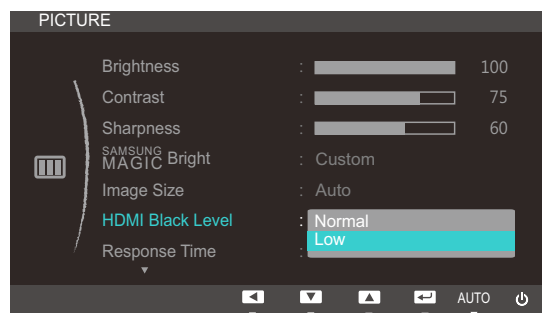 PICTURE
Brightness : 100
Contrast : 75
Sharpness : 60
SAMSUNG MAGIC Bright : Custom
Image Size : Auto
HDMI Black Level : Normal
Low
Response Time :
AUTO